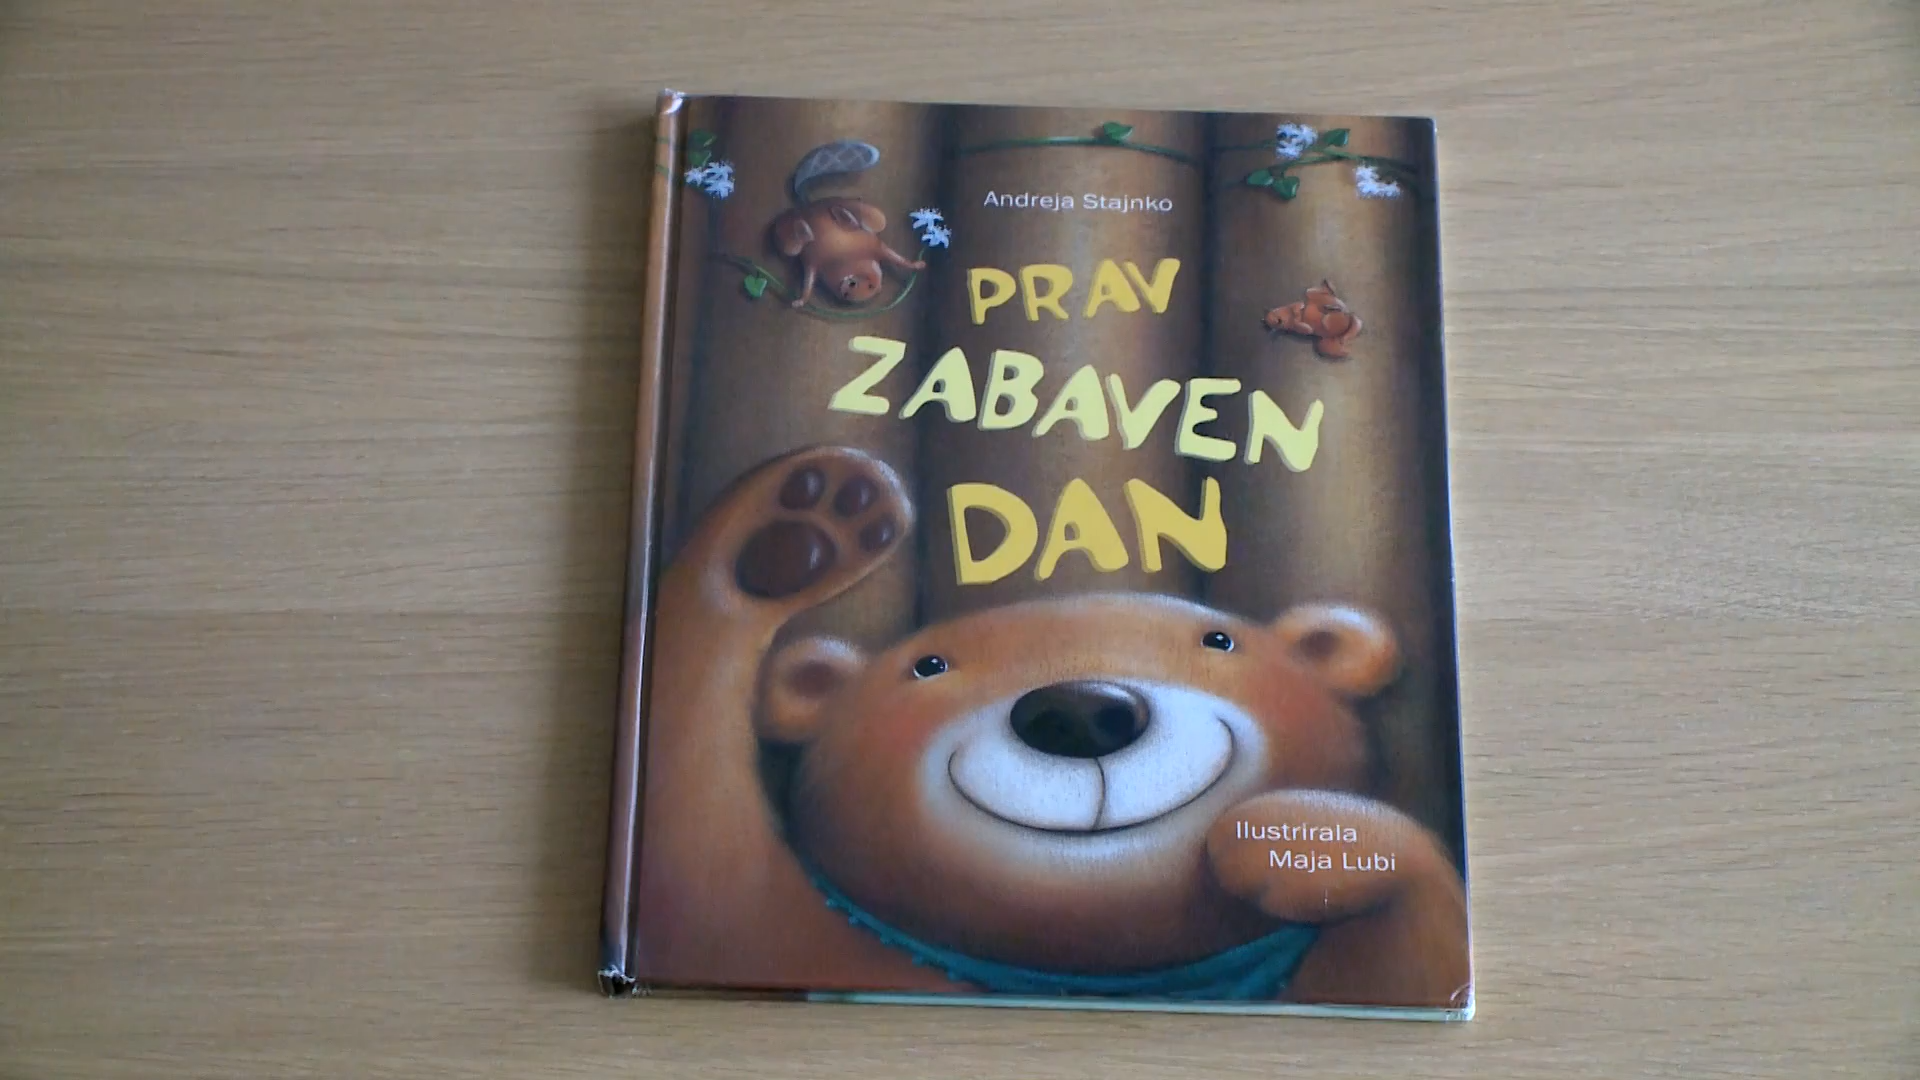 Andreja Stajnko
PRAV
ZABAVEN
DAN
Ilustrirala
Maja Lubi